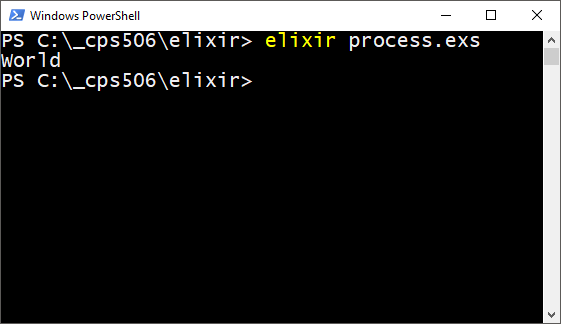 Windows PowerShell
PS C:\_cps506\elixir> elixir process.exs
World
PS C:\_cps506\elixir>